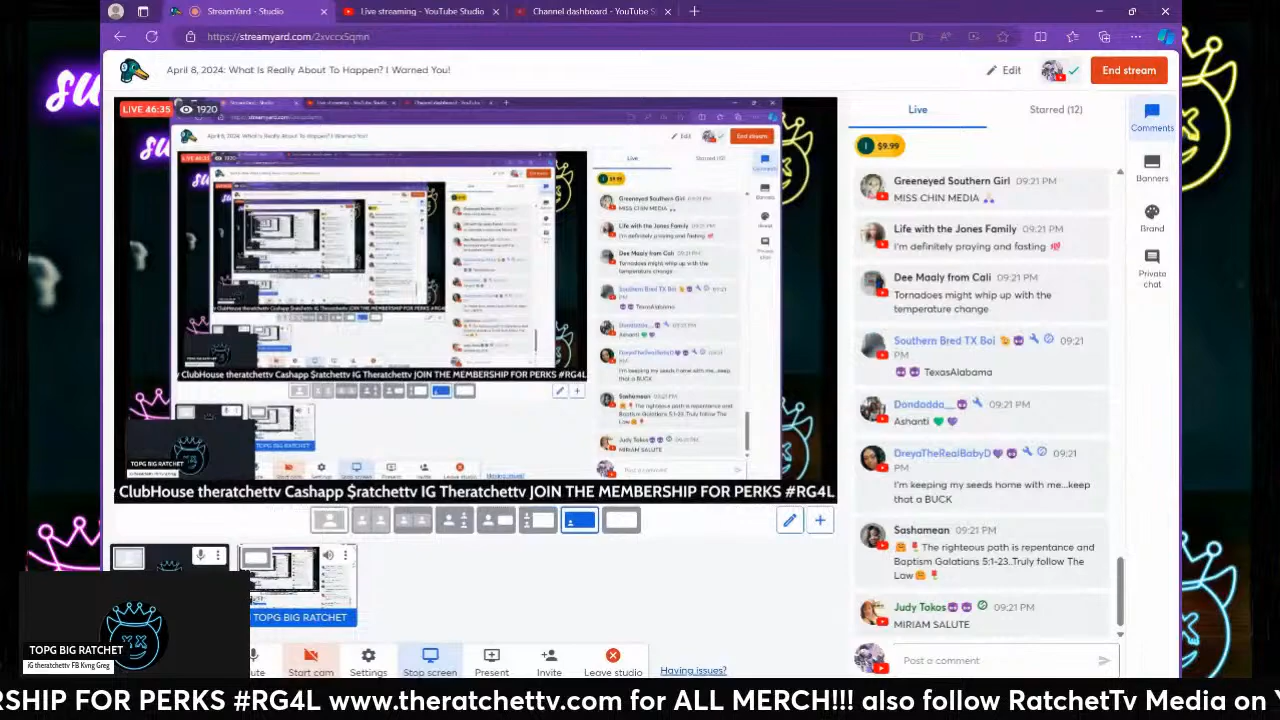 StreamYard - Studio
Live streaming - YouTube Studio
Channel dashboard - YouTube S
https://streamyard.com/2xvccx5qmn
April 8, 2024: What Is Really About To Happen? I Warned You!
Edit
End stream
LIVE 46:35
1920
Live
Starred (12)
Comments
Banners
Brand
Private chat
$9.99
Greeneyed Southern Girl 09:21 PM
MISS CHIN MEDIA
Life with the Jones Family 09:21 PM
I'm definitely praying and fasting 💯
Dee Maaly from Cali 09:21 PM
Tornadoes might whip up with the
temperature change
Southern Bred TX Boi 09:21
PM
TexasAlabama
Dondadda__ 09:21 PM
Ashanti
DreyaTheRealBabyD 09:21
PM
I'm keeping my seeds home with me...keep
that a BUCK
Sashamean 09:21 PM
The righteous path is repentance and
Baptism Galatians 5:1-23..Truly follow The
Law
Judy Tokos 09:21 PM
MIRIAM SALUTE
Post a comment
ClubHouse theratchettv Cashapp $ratchettv IG Theratchettv JOIN THE MEMBERSHIP FOR PERKS #RG4L
TOPG BIG RATCHET
TOPG BIG RATCHET
IG theratchettv FB Kvng Greg
Start cam
Settings
Stop screen
Present
Invite
Leave studio
Having issues?
RSHIP FOR PERKS #RG4L www.theratchettv.com for ALL MERCH!!! also follow RatchetTv Media on